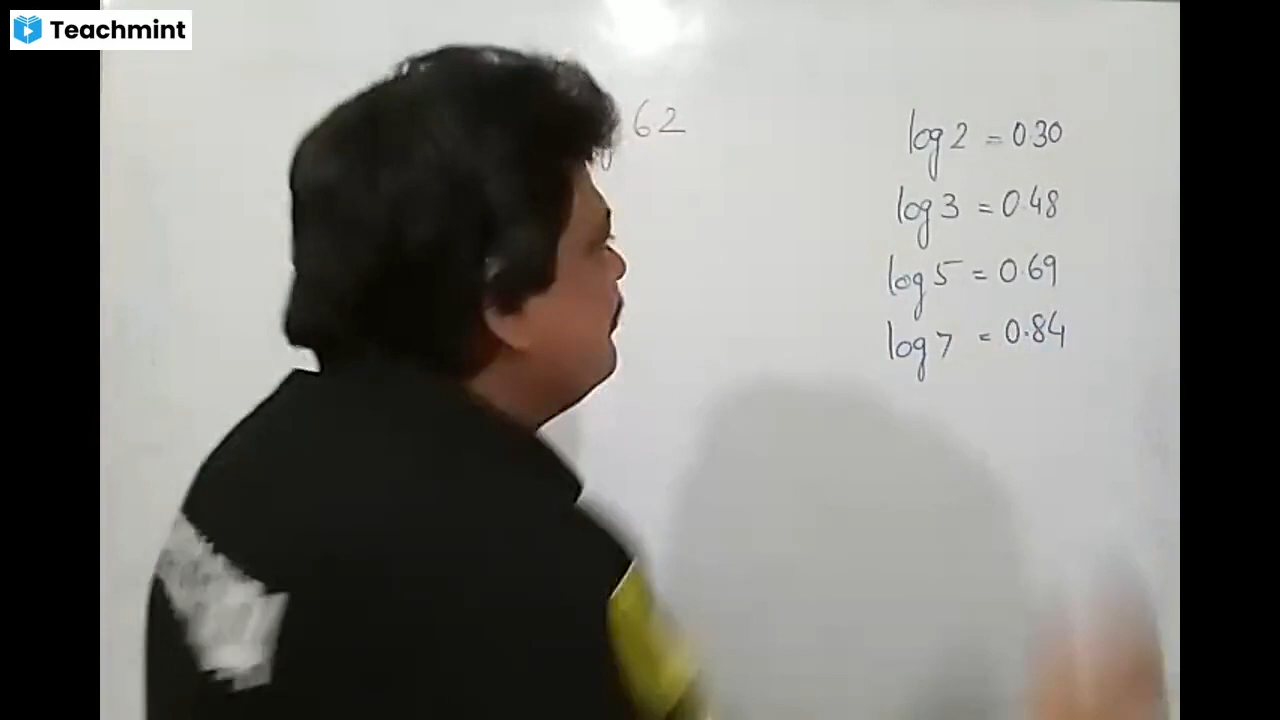 Teachmint
62
log 2 = 0.30
log 3 = 0.48
log 5 = 0.69
log 7 = 0.84